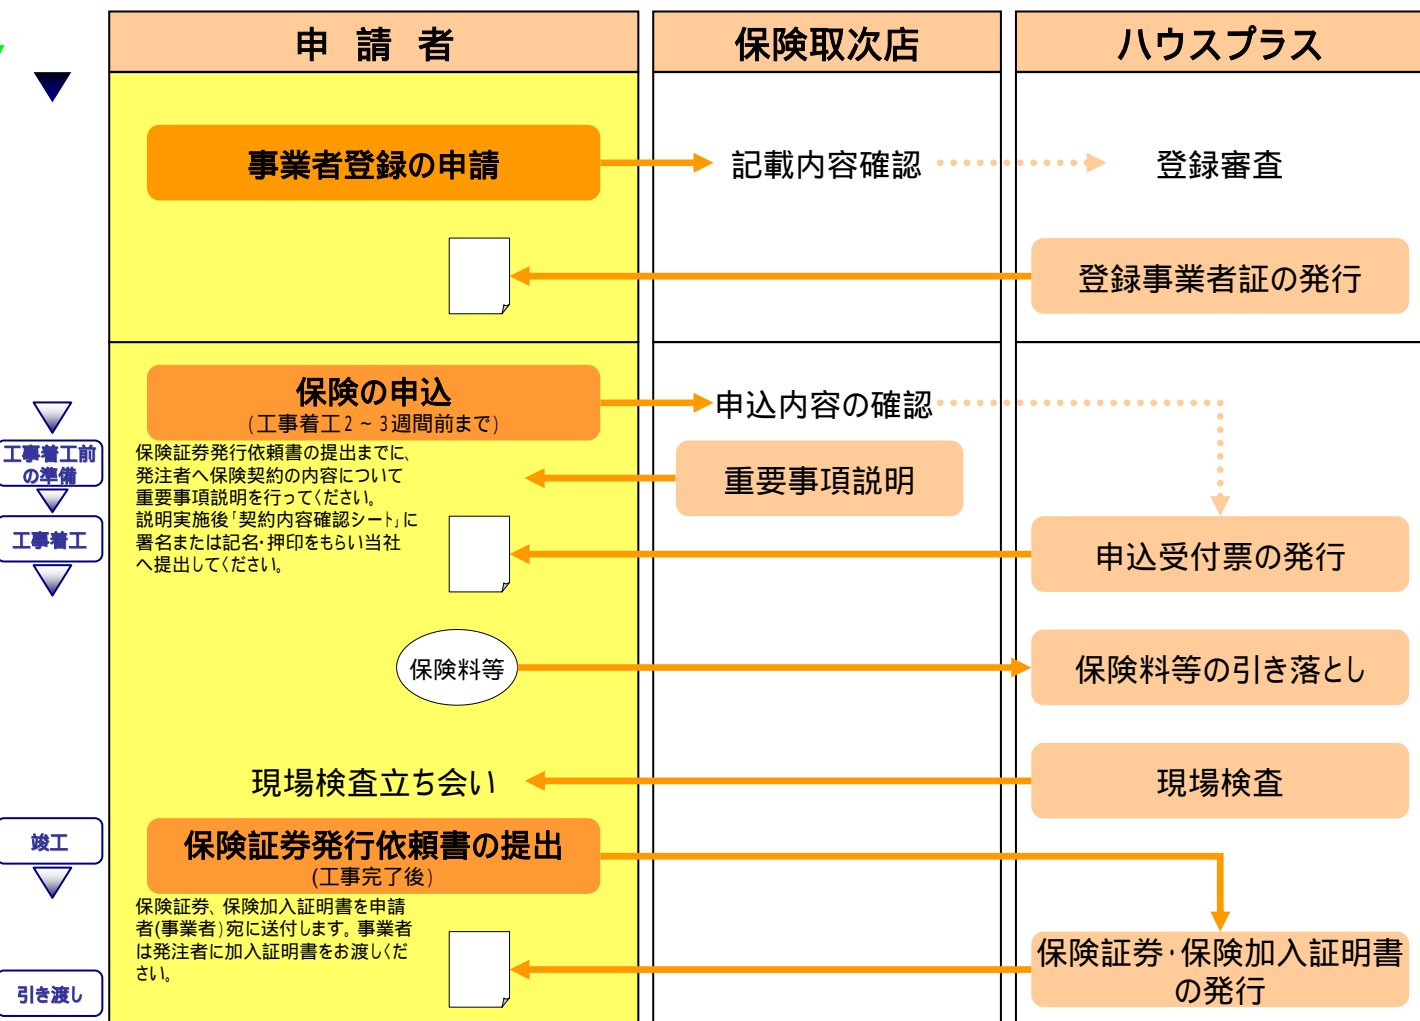 申 請 者
保険取次店
ハウスプラス
事業者登録の申請
記載内容確認
登録審査
登録事業者証の発行
保険の申込
(工事着工2~3週間前まで)
申込内容の確認
工事着工前
の準備
保険証券発行依頼書の提出までに、
発注者へ保険契約の内容について
重要事項説明を行ってください。
説明実施後「契約内容確認シート」に
署名または記名・押印をもらい当社
へ提出してください。
重要事項説明
工事着工
申込受付票の発行
保険料等
保険料等の引き落とし
現場検査立ち会い
現場検査
竣工
保険証券発行依頼書の提出
(工事完了後)
保険証券、保険加入証明書を申請
者(事業者)宛に送付します。事業者
は発注者に加入証明書をお渡しくだ
さい。
保険証券・保険加入証明書
の発行
引き渡し